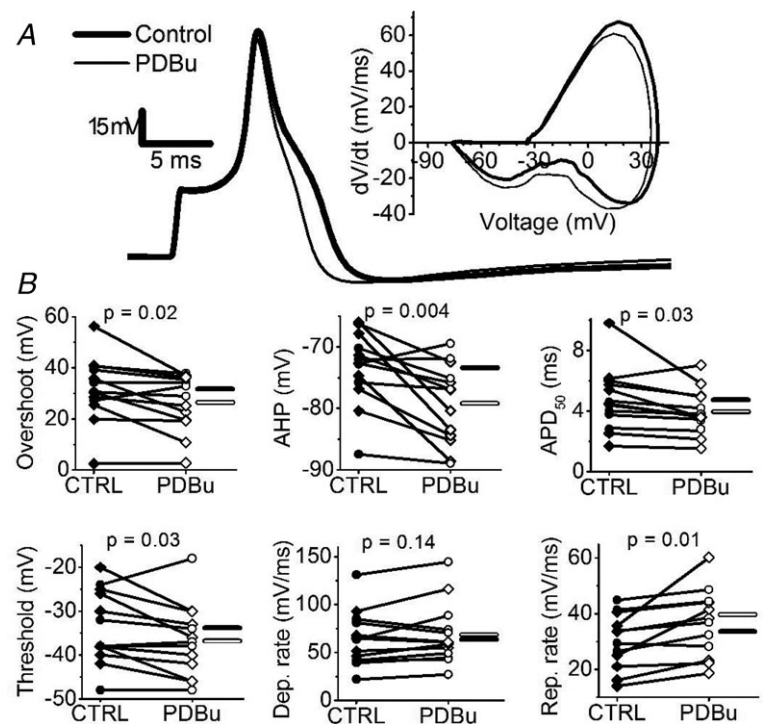 A
Control
PDBu
15mV
5 ms
dV/dt (mV/ms)
60
40
20
0
-20
-40
-90
-60
-30
0
30
Voltage (mV)
B
p = 0.02
Overshoot (mV)
60
40
20
0
CTRL PDBu
p = 0.004
AHP (mV)
-70
-80
-90
CTRL PDBu
p = 0.03
APD50 (ms)
8
4
0
CTRL PDBu
p = 0.03
Threshold (mV)
-20
-30
-40
-50
CTRL PDBu
p = 0.14
Dep. rate (mV/ms)
150
100
50
0
CTRL PDBu
p = 0.01
Rep. rate (mV/ms)
60
40
20
CTRL PDBu